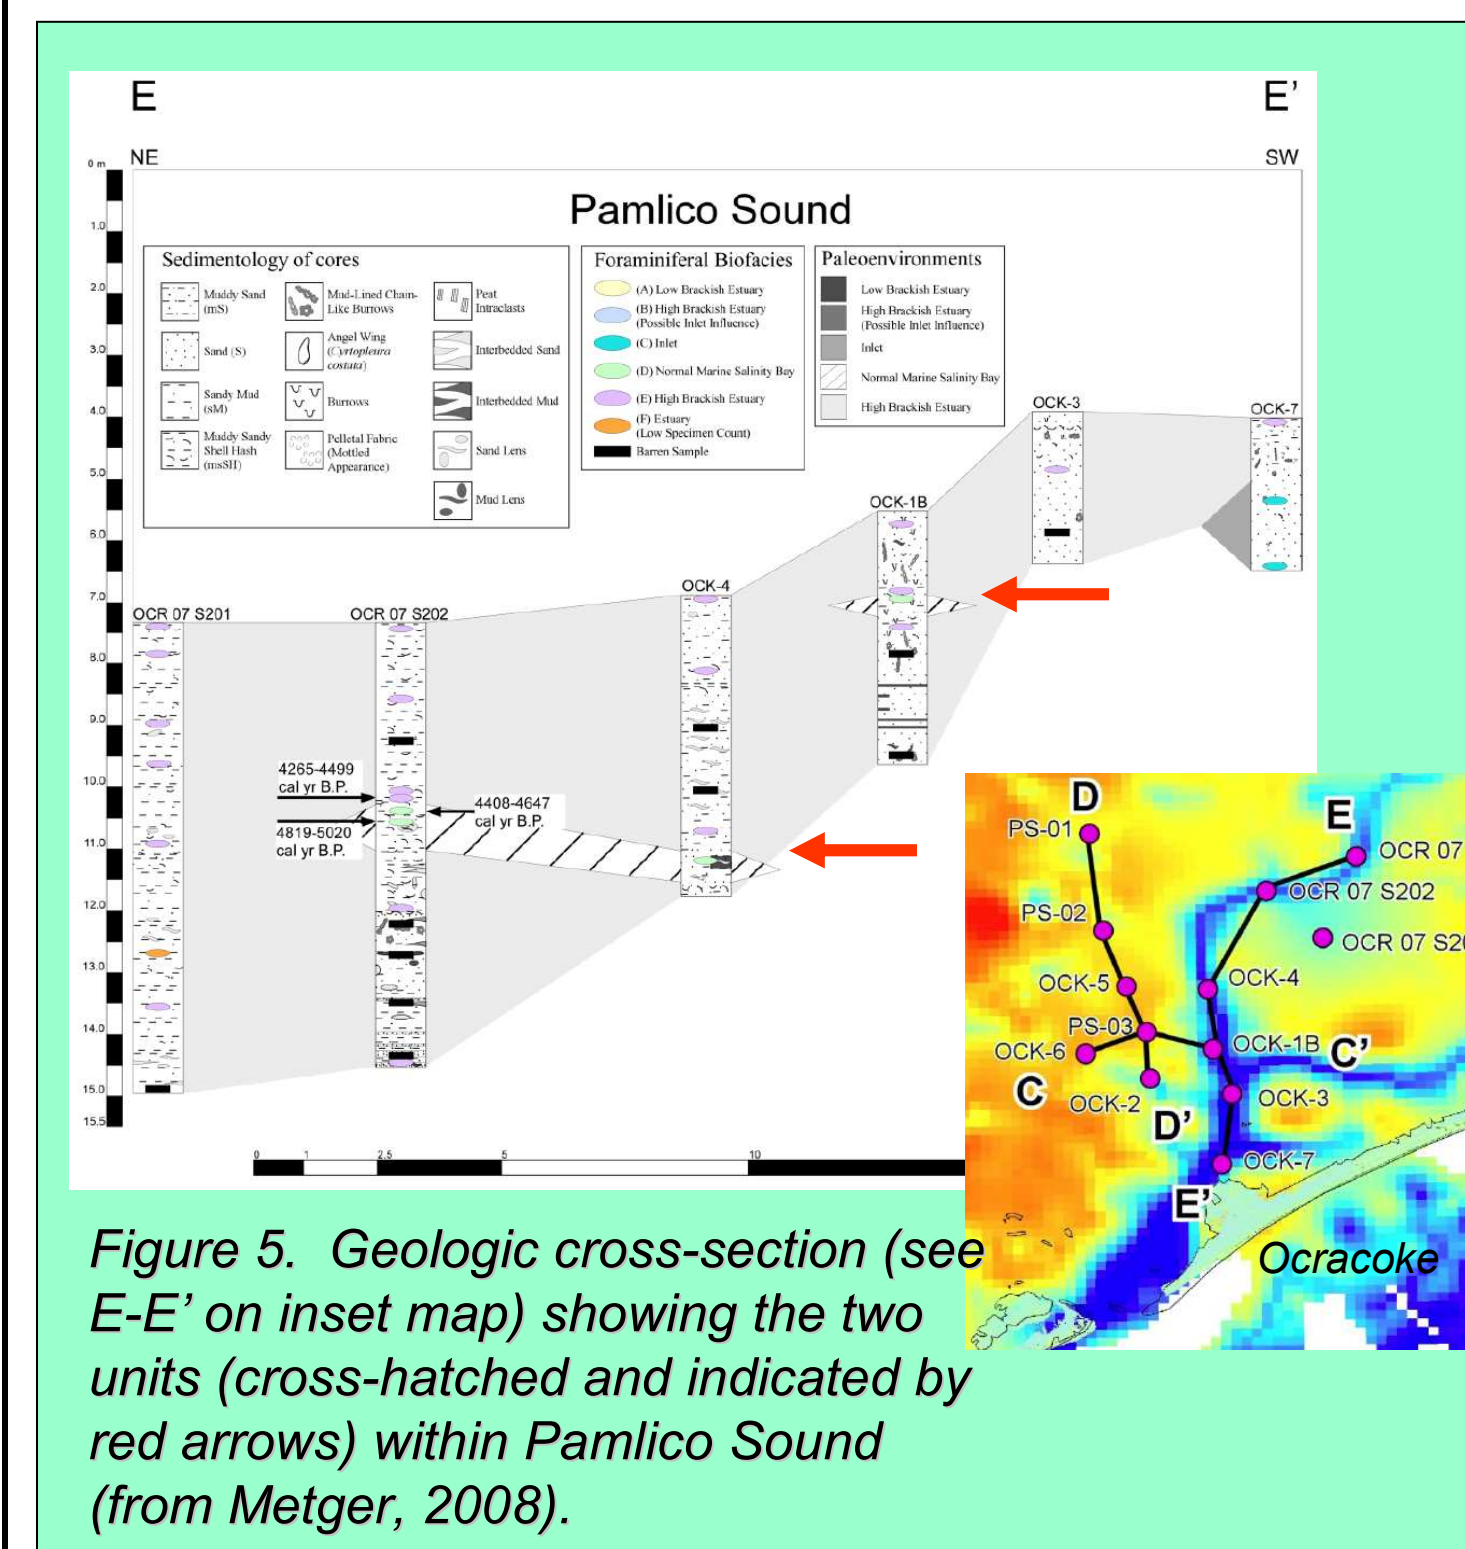 E
E’
NE
SW
Pamlico Sound
0 m
1.0
2.0
3.0
4.0
5.0
6.0
7.0
8.0
9.0
10.0
11.0
12.0
13.0
14.0
15.0
15.5
Sedimentology of cores
Muddy Sand
(mS)
Sand (S)
Sandy Mud
(sM)
Muddy Sandy
Shell Hash
(msSH)
Mud-Lined Chain-
Like Burrows
Angel Wing
(Cyrtopleura
costata)
Burrows
Pelletal Fabric
(Mottled
Appearance)
Peat
Intraclasts
Interbedded Sand
Interbedded Mud
Sand Lens
Mud Lens
Foraminiferal Biofacies
(A) Low Brackish Estuary
(B) High Brackish Estuary
(Possible Inlet Influence)
(C) Inlet
(D) Normal Marine Salinity Bay
(E) High Brackish Estuary
(F) Estuary
(Low Specimen Count)
Barren Sample
Paleoenvironments
Low Brackish Estuary
High Brackish Estuary
(Possible Inlet Influence)
Inlet
Normal Marine Salinity Bay
High Brackish Estuary
OCK-3
OCK-7
OCK-1B
OCK-4
OCR 07 S201
OCR 07 S202
4265-4499
cal yr B.P.
4408-4647
cal yr B.P.
4819-5020
cal yr B.P.
0 1 2.5 5 10
D
E
PS-01
OCR 07
OCR 07 S202
PS-02
OCR 07 S20
OCK-5
OCK-4
PS-03
OCK-6
OCK-1B
C’
C
OCK-2
OCK-3
D’
OCK-7
E’
Ocracoke
Figure 5. Geologic cross-section (see
E-E’ on inset map) showing the two
units (cross-hatched and indicated by
red arrows) within Pamlico Sound
(from Metger, 2008).